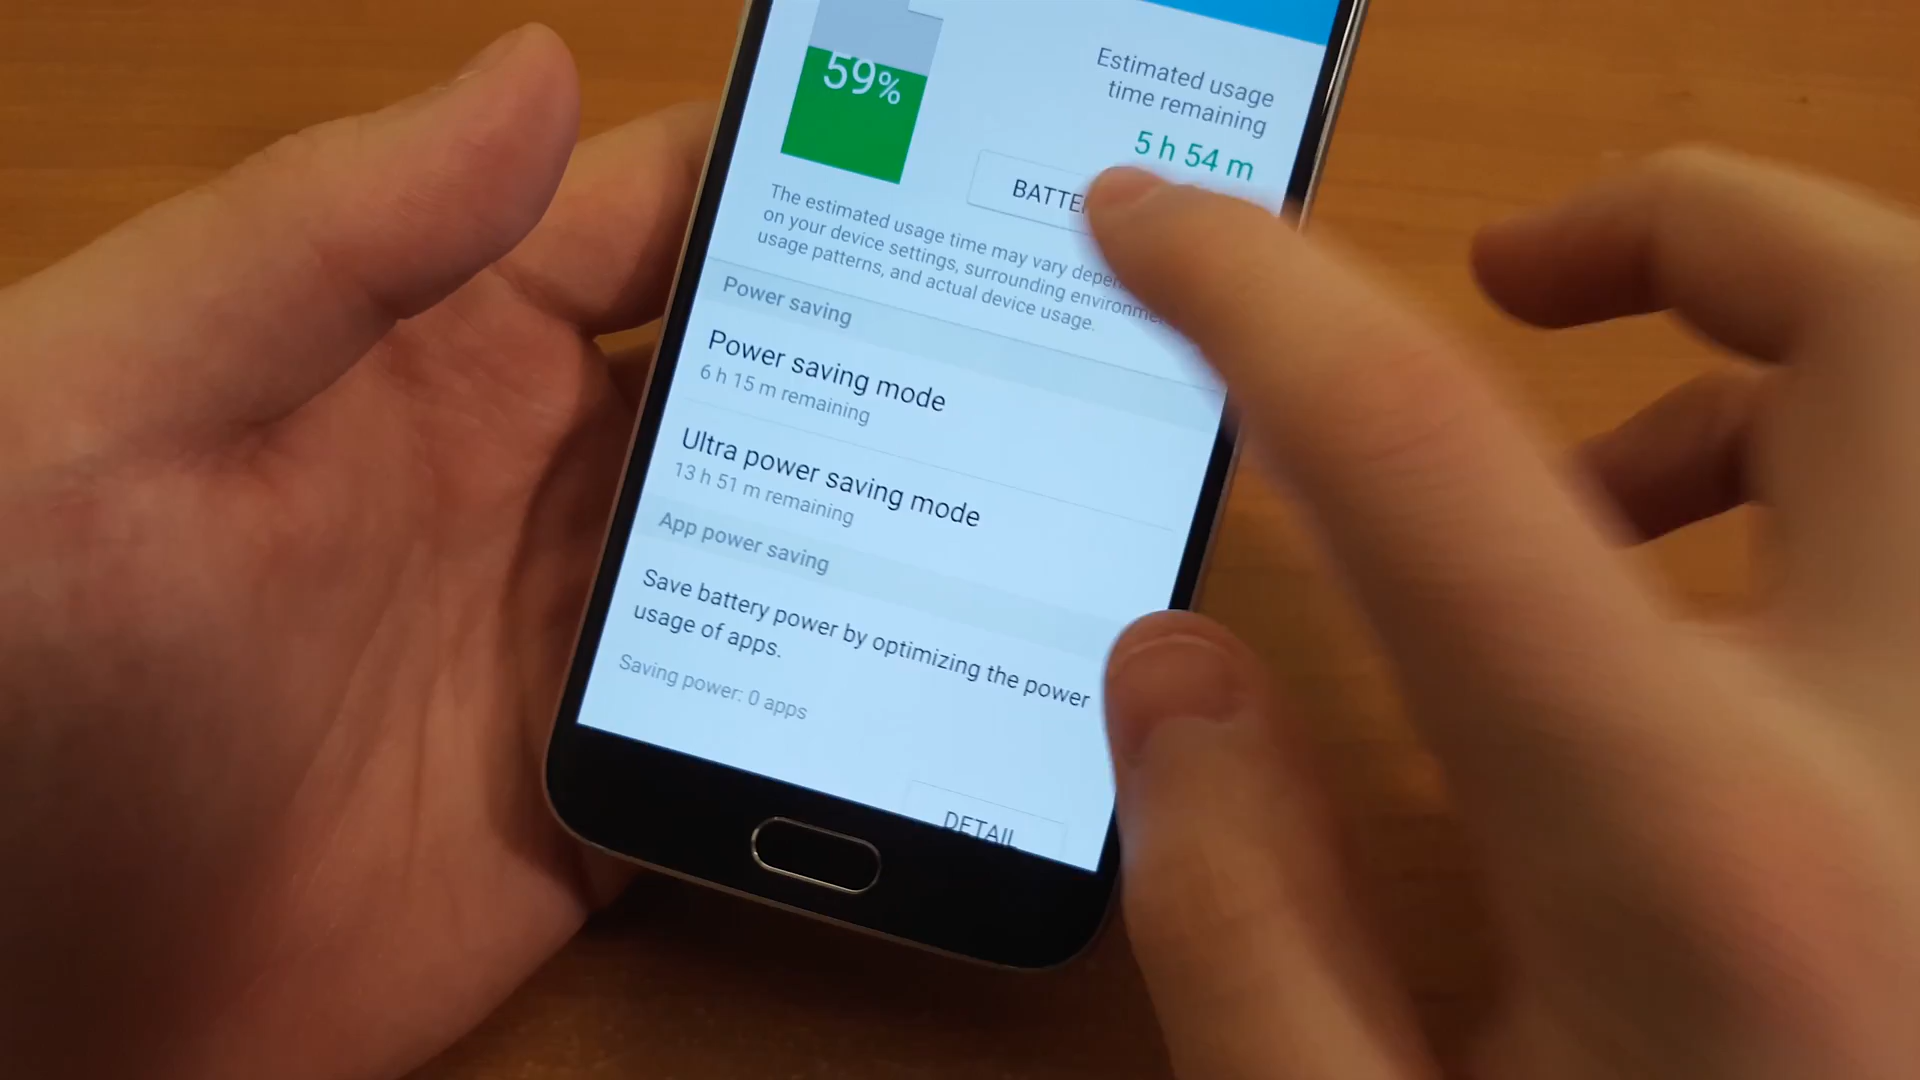 59%
Estimated usage
time remaining
5 h 54 m
The estimated usage time may vary
on your device settings, surrounding
usage patterns, and actual device usage.
Power saving
Power saving mode
6 h 15 m remaining
Ultra power saving mode
13 h 51 m remaining
App power saving
Save battery power by optimizing the power
usage of apps.
Saving power: 0 apps
DETAIL